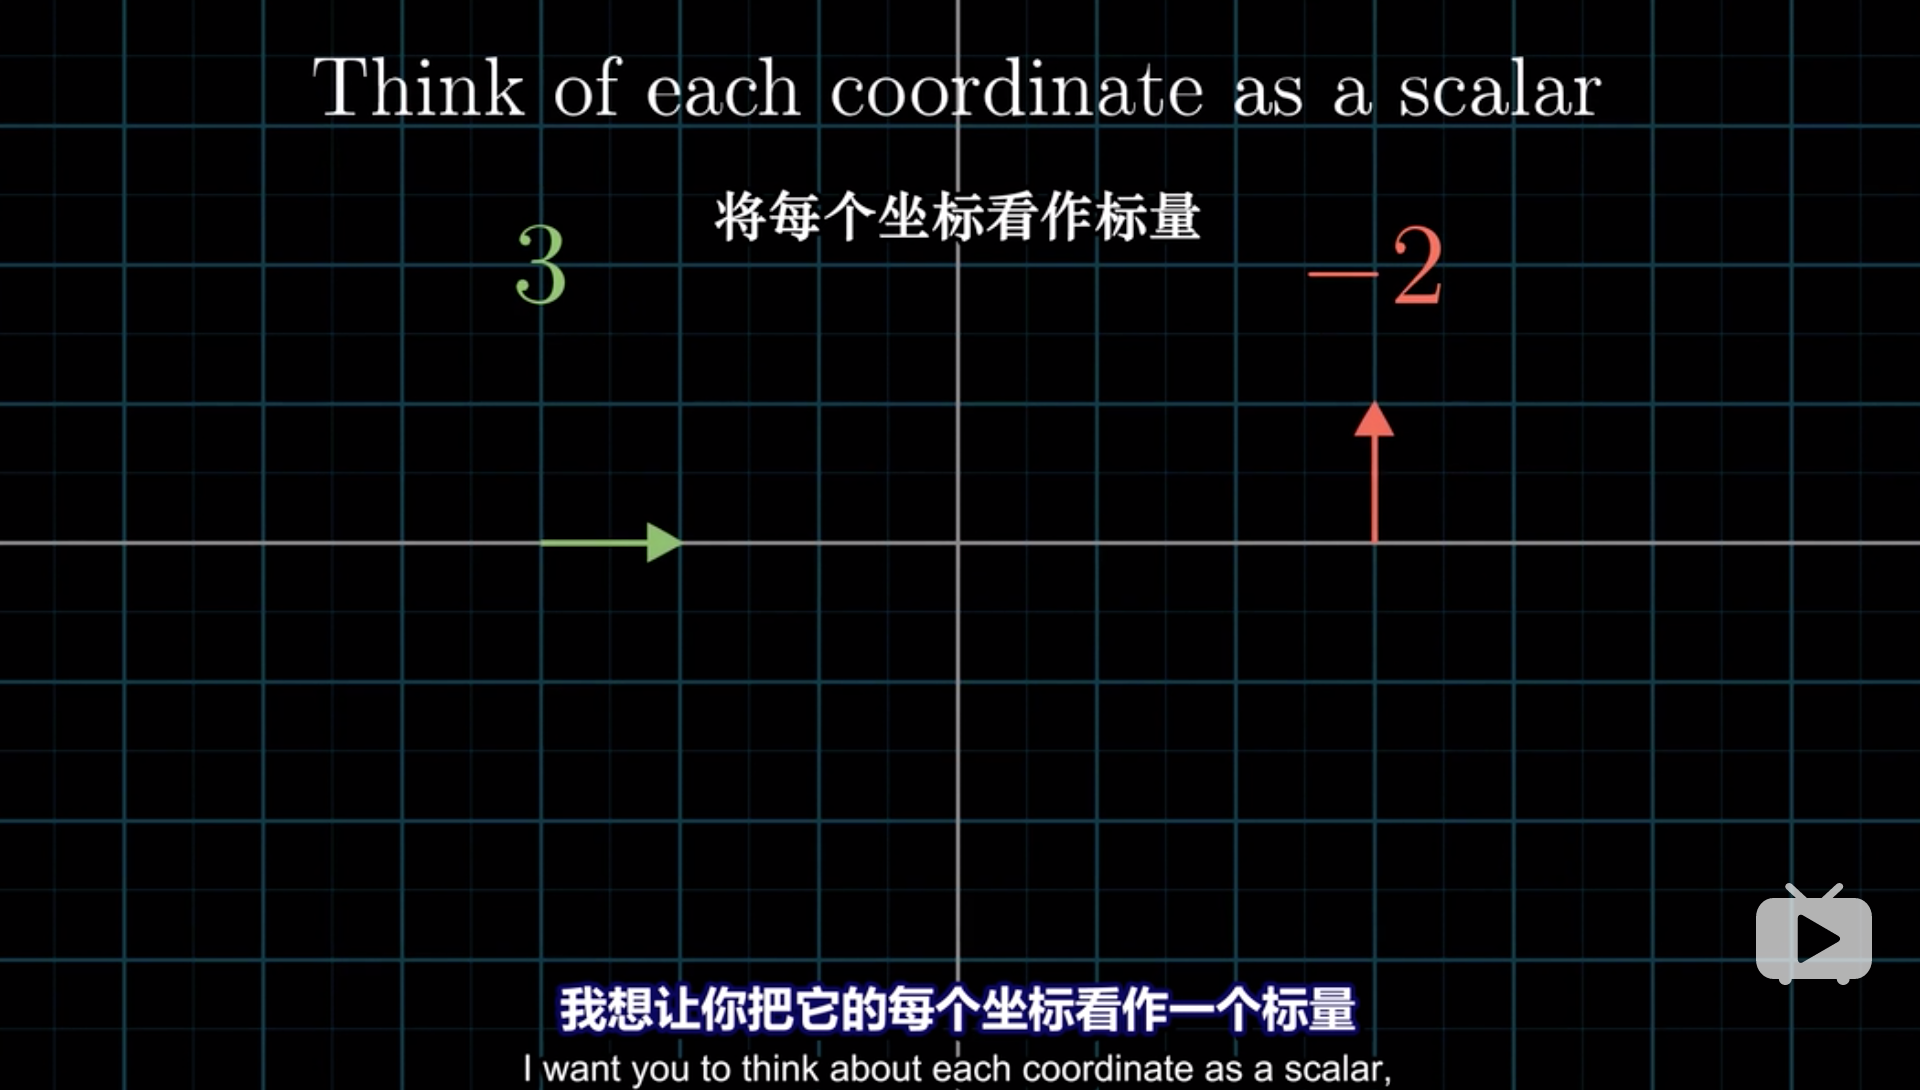 Think of each coordinate as a scalar
将每个坐标看作标量
3
−2
我想让你把它的每个坐标看作一个标量
I want you to think about each coordinate as a scalar,